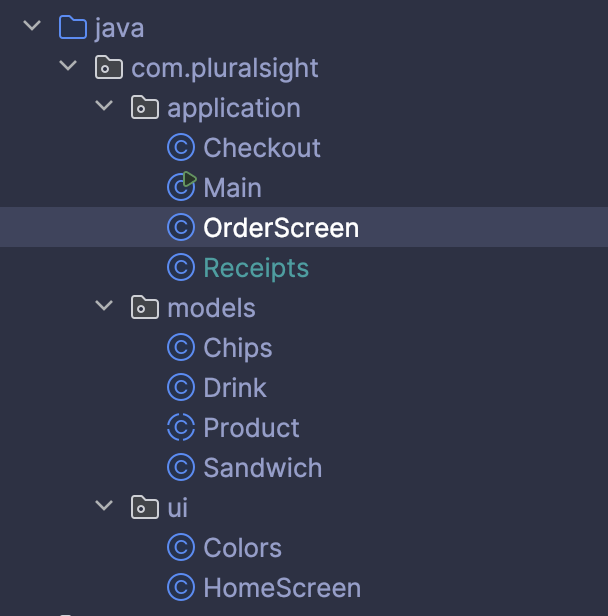 java
com.pluralsight
application
Checkout
Main
OrderScreen
Receipts
models
Chips
Drink
Product
Sandwich
ui
Colors
HomeScreen